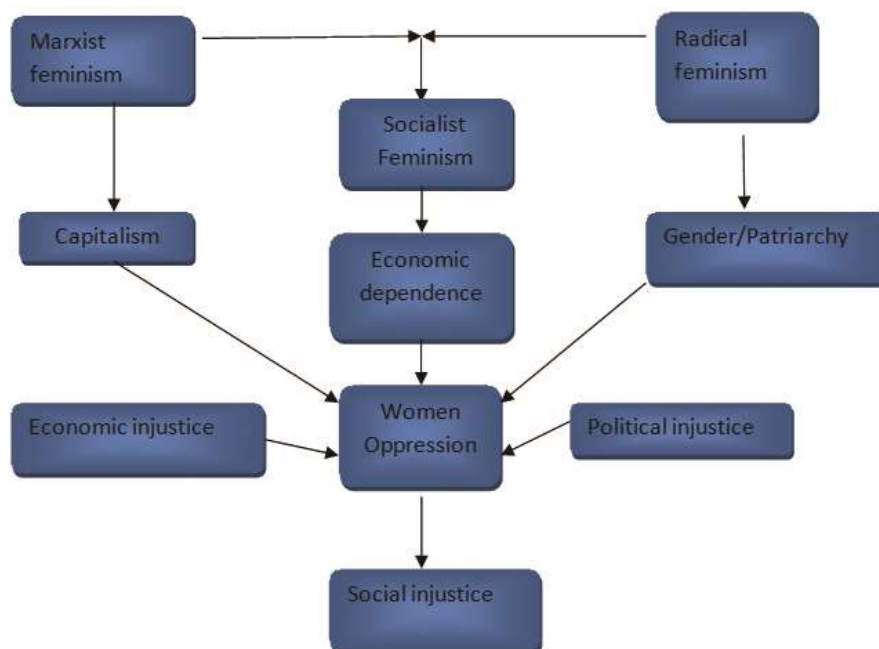 Marxist
feminism
Radical
feminism
Socialist
Feminism
Capitalism
Economic
dependence
Gender/Patriarchy
Economic injustice
Women
Oppression
Political injustice
Social injustice